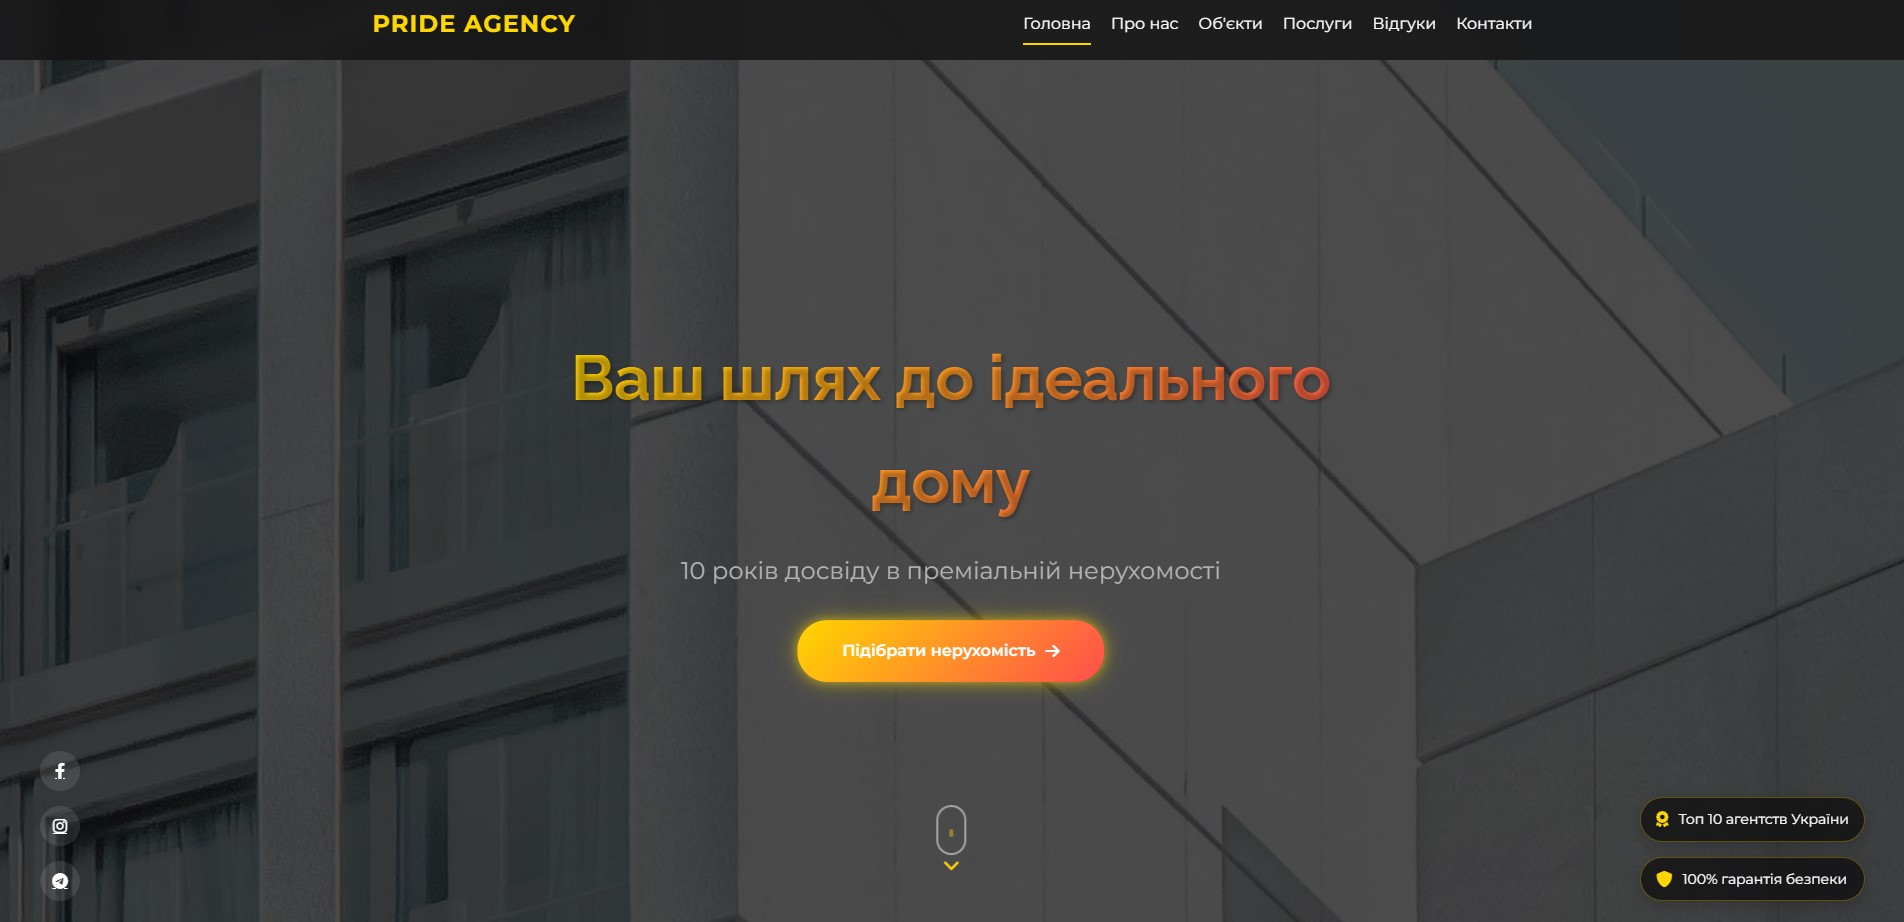 PRIDE AGENCY
Головна Про нас Об'єкти Послуги Відгуки Контакти
Ваш шлях до ідеального
дому
10 років досвіду в преміальній нерухомості
Підібрати нерухомість →
Топ 10 агентств України
100% гарантія безпеки